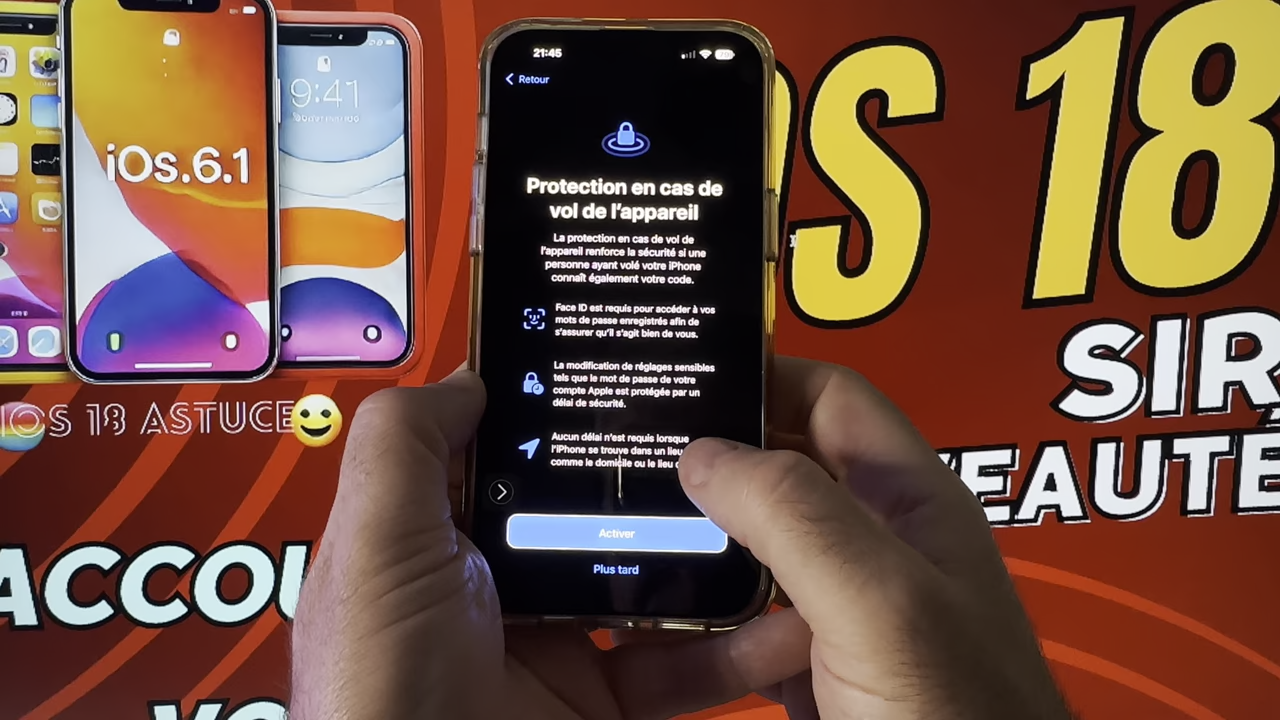 9:41
iOs.6.1
IOS 18 ASTUCE
ACCOU
21:45
Retour
Protection en cas de
vol de l'appareil
La protection en cas de vol de
l'appareil renforce la sécurité si une
personne ayant volé votre iPhone
connaît également votre code.
Face ID est requis pour accéder à vos
mots de passe enregistrés afin de
s'assurer qu'il s'agit bien de vous.
La modification de réglages sensibles
tels que le mot de passe de votre
compte Apple est protégée par un
délai de sécurité.
Aucun délai n'est requis lorsque
l'iPhone se trouve dans un lieu
comme le domicile ou le lieu
Activer
Plus tard
OS 18
SIR
EAUTÉ